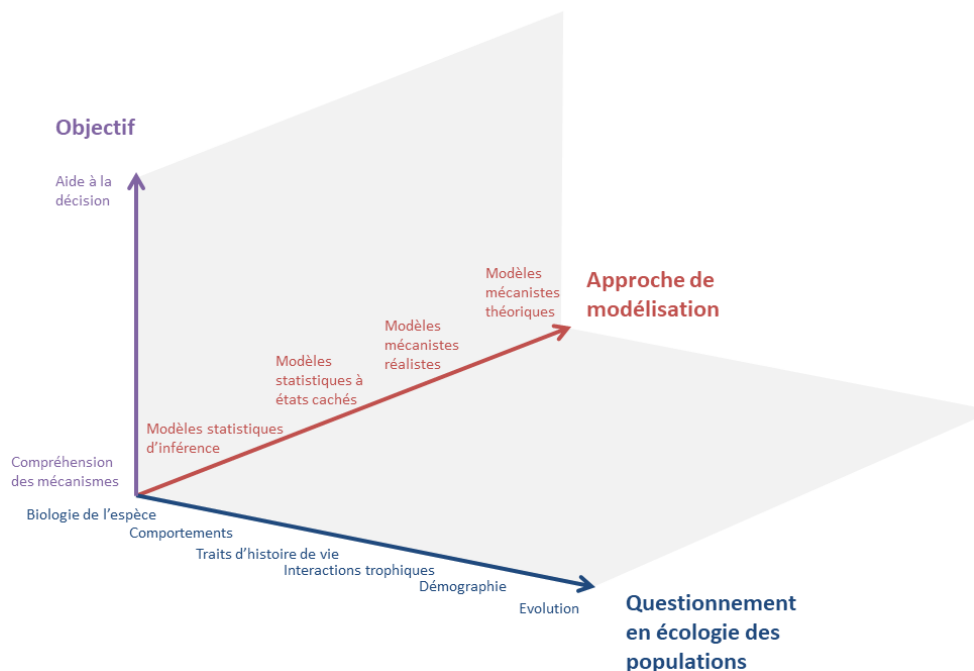 Objectif
Aide à la
décision
Modèles
mécanistes
théoriques
Approche de
modélisation
Modèles
mécanistes
réalistes
Modèles
statistiques à
états cachés
Modèles statistiques
d'inférence
Compréhension
des mécanismes
Biologie de l'espèce
Comportements
Traits d'histoire de vie
Interactions trophiques
Démographie
Evolution
Questionnement
en écologie des
populations